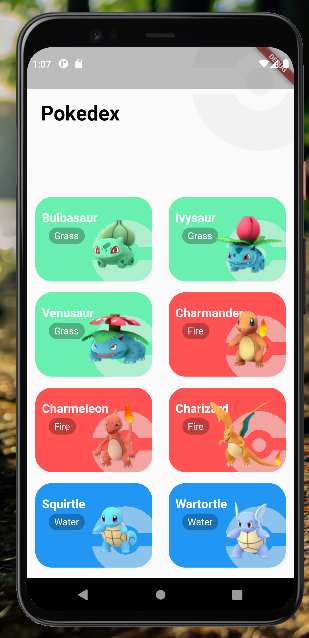 1:07
DEBUG
Pokedex
Bulbasaur
Grass
Ivysaur
Grass
Venusaur
Grass
Charmander
Fire
Charmeleon
Fire
Charizard
Fire
Squirtle
Water
Wartortle
Water